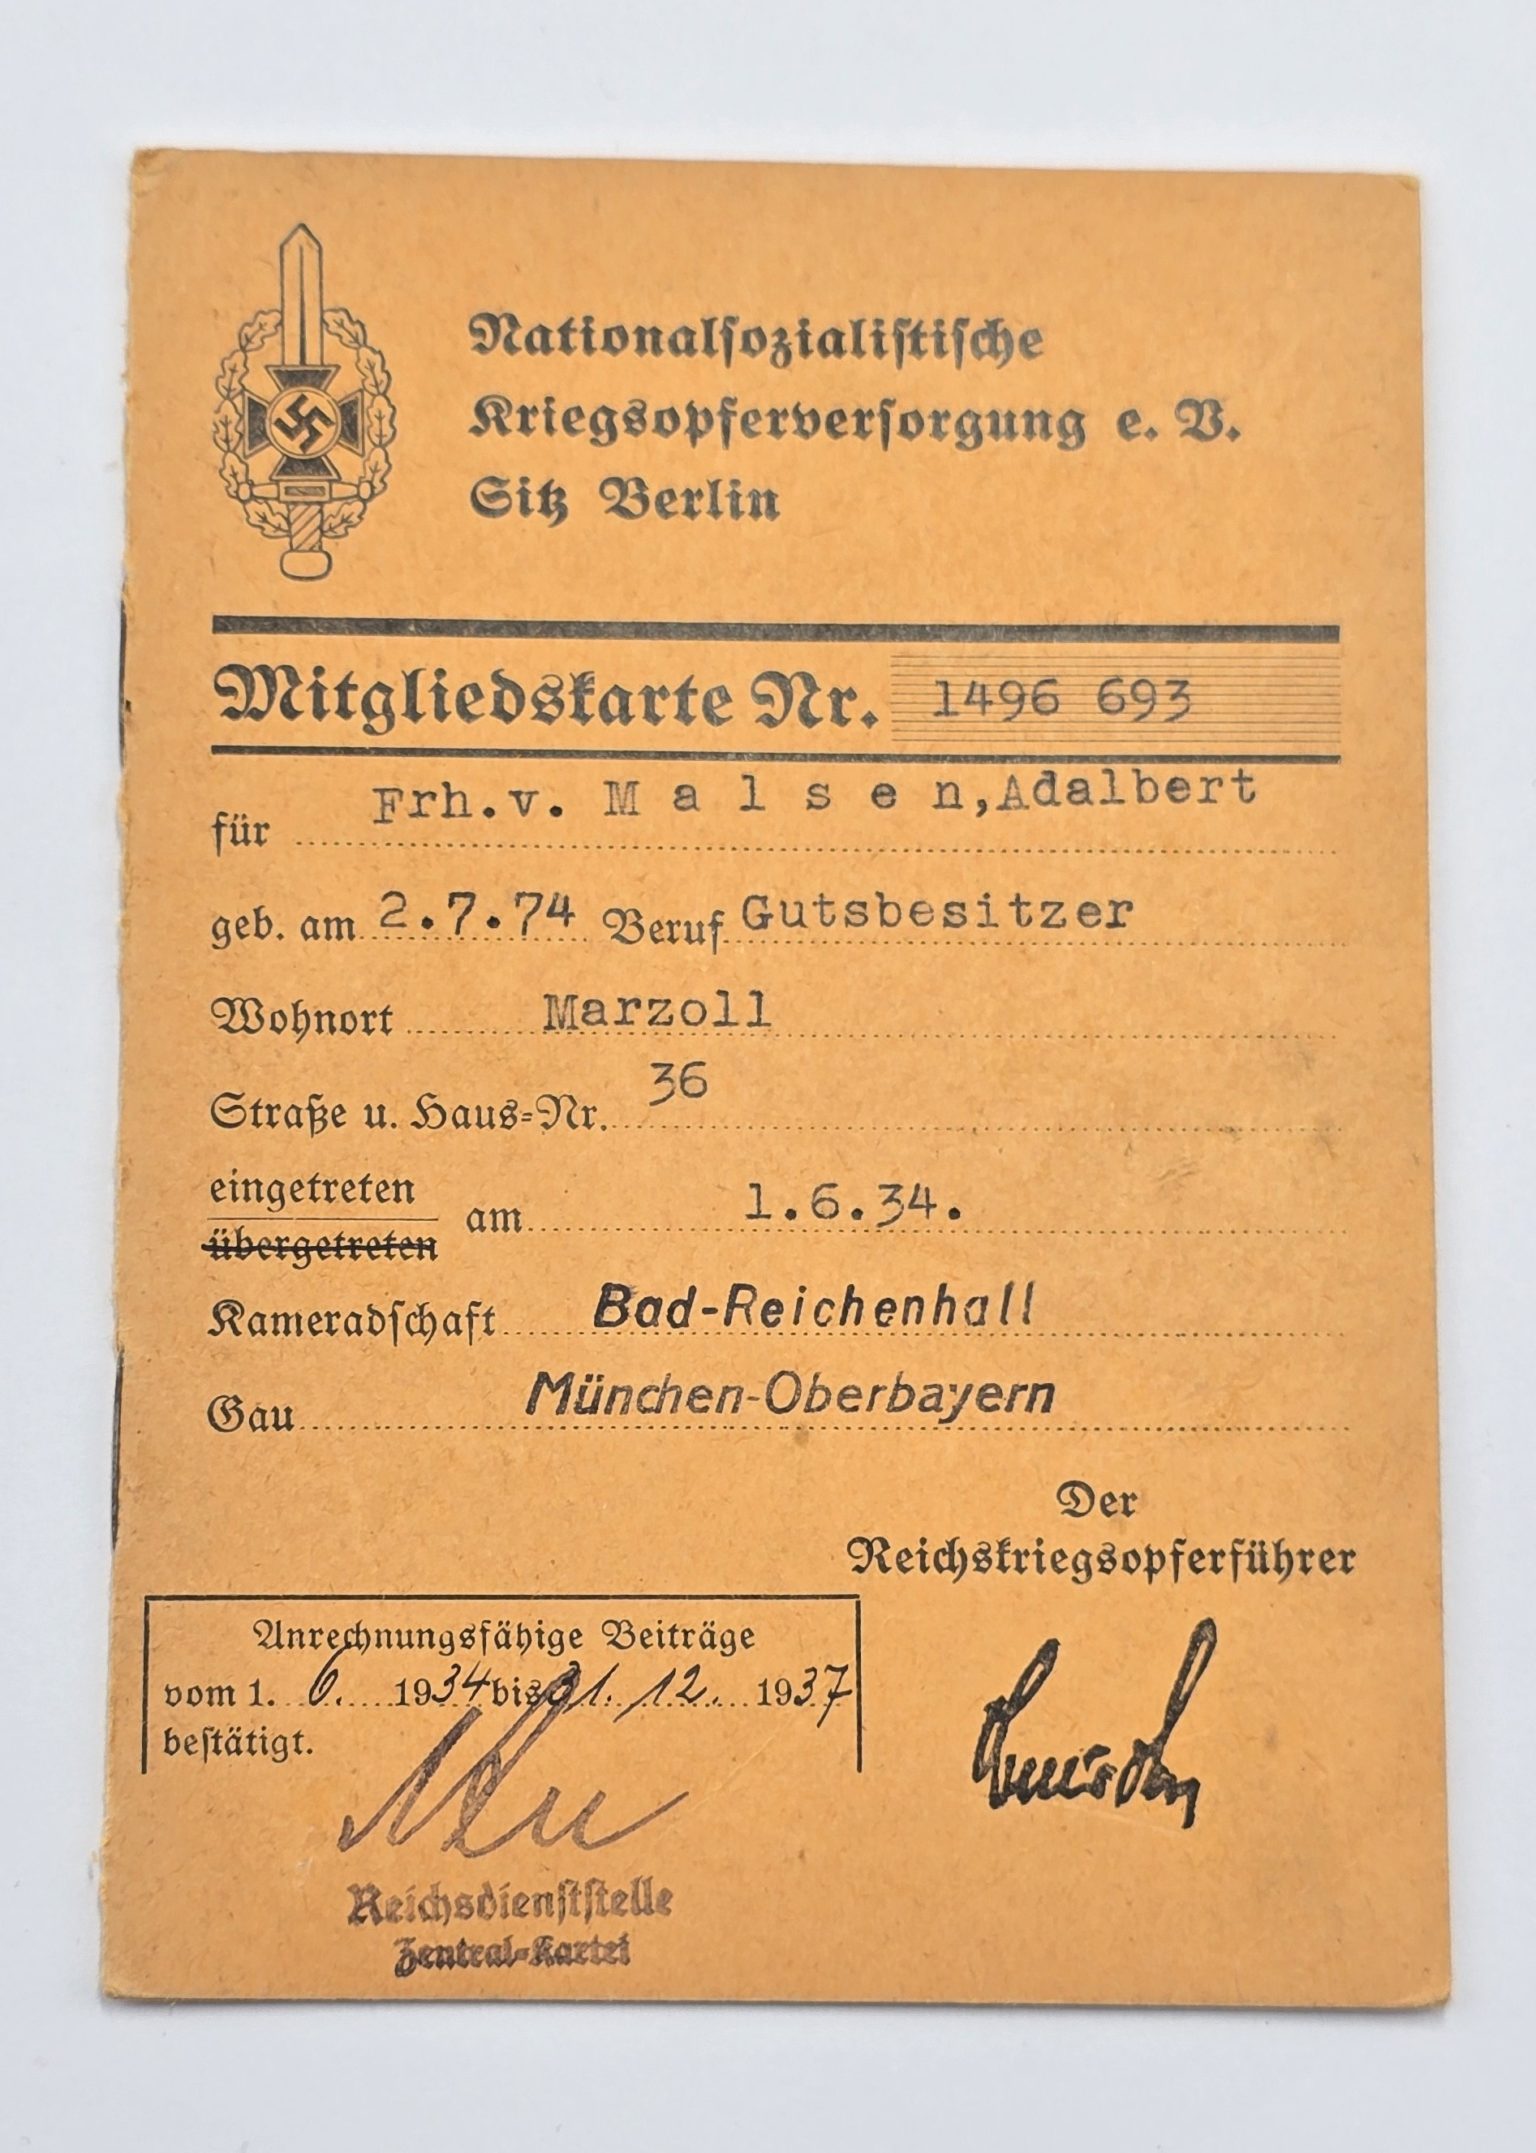 Nationalsozialistische
Kriegsopferversorgung e. V.
Sitz Berlin
Mitgliedskarte Nr. 1496 693
für Frh.v. M a l s e n,Adalbert
geb. am 2.7.74 Beruf Gutsbesitzer
Wohnort Marzoll
Straße u. Haus-Nr. 36
eingetreten
übergetreten am 1.6.34.
Kameradschaft Bad-Reichenhall
Gau München-Oberbayern
Der
Reichskriegsopferführer
Anrechnungsfähige Beiträge
vom 1. 6. 1934 bis 31. 12. 1937
bestätigt.
Reichsdienststelle
Zentral-Kartei